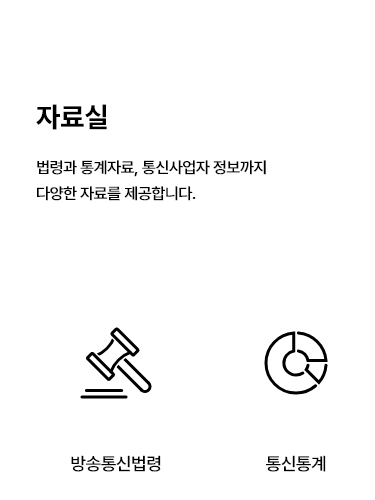 자료실
법령과 통계자료, 통신사업자 정보까지
다양한 자료를 제공합니다.
방송통신법령
통신통계